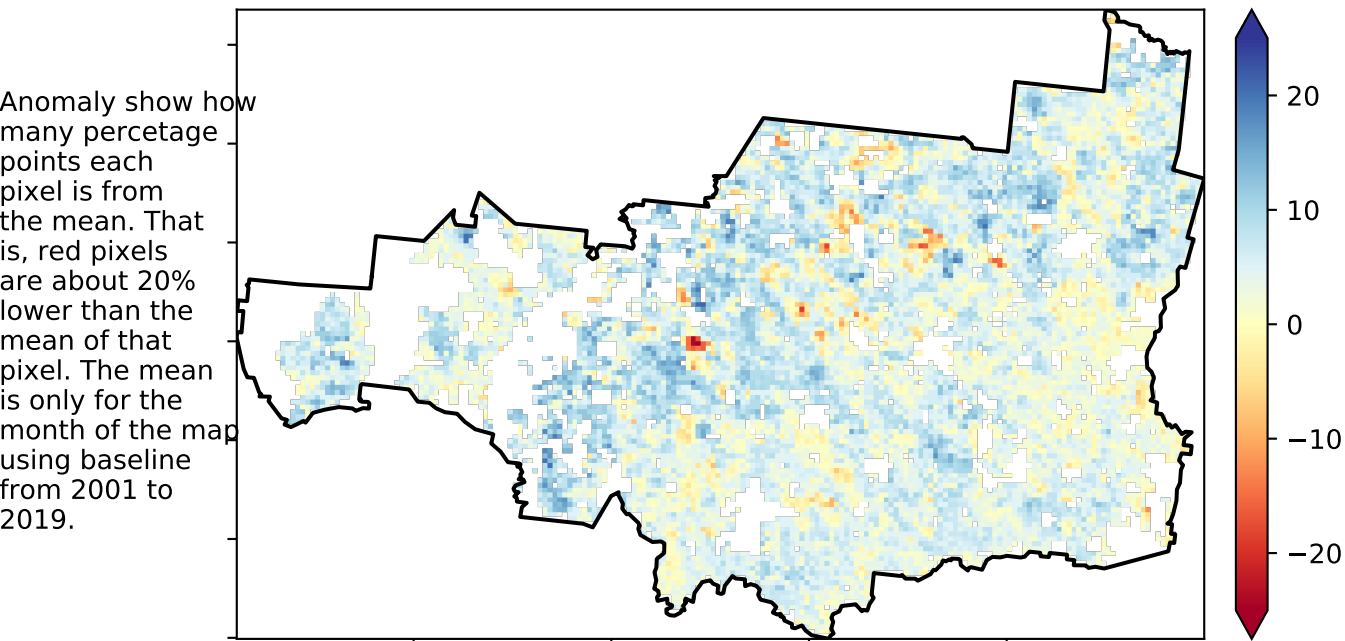 Anomaly show how
many percetage
points each
pixel is from
the mean. That
is, red pixels
are about 20%
lower than the
mean of that
pixel. The mean
is only for the
month of the map
using baseline
from 2001 to
2019.
20
10
0
−10
−20